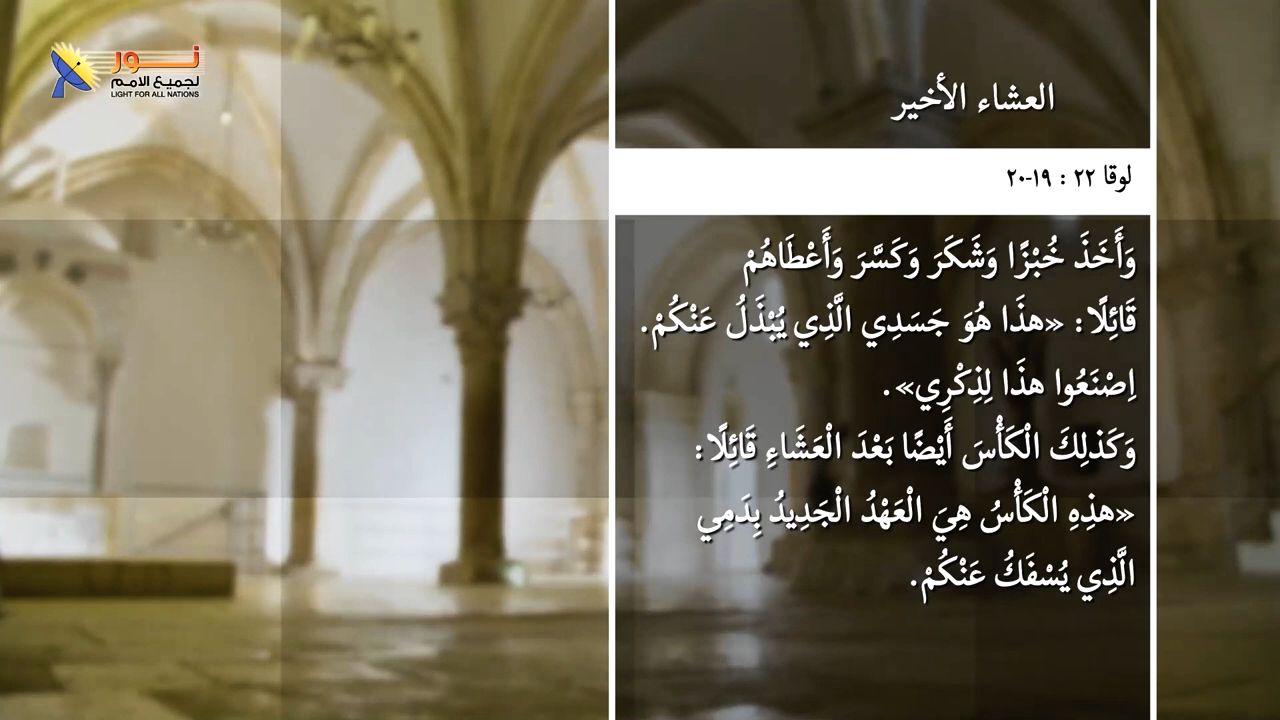 نور
لجميع الامم
LIGHT FOR ALL NATIONS
العشاء الأخير
لوقا ٢٢ : ١٩-٢٠
وَأَخَذَ خُبْزًا وَشَكَرَ وَكَسَّرَ وَأَعْطَاهُمْ
قَائِلًا: «هذَا هُوَ جَسَدِي الَّذِي يُبْذَلُ عَنْكُمْ.
اِصْنَعُوا هذَا لِذِكْرِي».
وَكَذلِكَ الْكَأْسَ أَيْضًا بَعْدَ الْعَشَاءِ قَائِلًا:
«هذِهِ الْكَأْسُ هِيَ الْعَهْدُ الْجَدِيدُ بِدَمِي
الَّذِي يُسْفَكُ عَنْكُمْ.